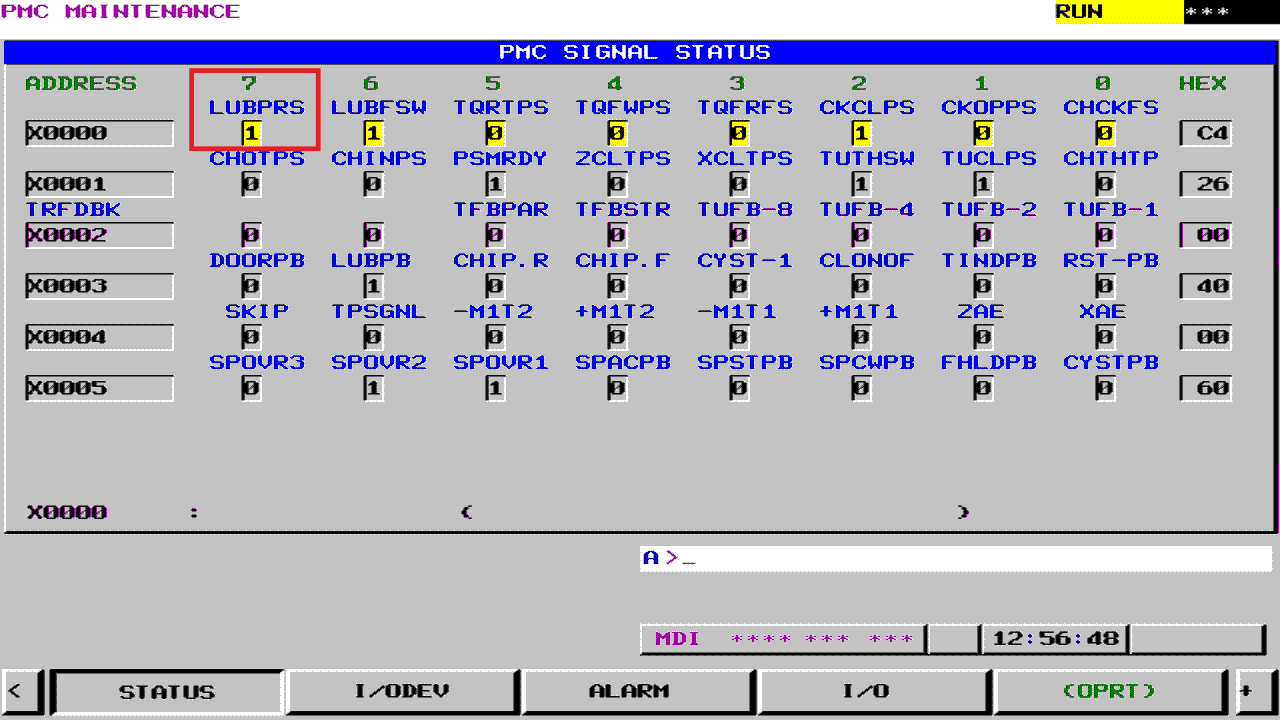 PMC MAINTENANCE RUN ***
PMC SIGNAL STATUS
ADDRESS 7 6 5 4 3 2 1 0 HEX
LUBPRS LUBFSW TQRTPS TQFWPS TQFRFS CKCLPS CKOPPS CHCKFS
X0000 1 1 0 0 0 1 0 0 C4
CHOTPS CHINPS PSMRDY ZCLTPS XCLTPS TUTHSW TUCLPS CHTHTP
X0001 0 0 1 0 0 1 1 0 26
TRFDBK TFBPAR TFBSTR TUFB-8 TUFB-4 TUFB-2 TUFB-1
X0002 0 0 0 0 0 0 0 0 00
DOORPB LUBPB CHIP.R CHIP.F CYST-1 CLONOF TINDPB RST-PB
X0003 0 1 0 0 0 0 0 0 40
SKIP TPSGNL -M1T2 +M1T2 -M1T1 +M1T1 ZAE XAE
X0004 0 0 0 0 0 0 0 0 00
SPOVR3 SPOVR2 SPOVR1 SPACPB SPSTPB SPCWPB FHLDPB CYSTPB
X0005 0 1 1 0 0 0 0 0 60
X0000 : ( )
A >_
MDI **** *** *** 12:56:48
< STATUS I/ODEV ALARM I/O (OPRT) +